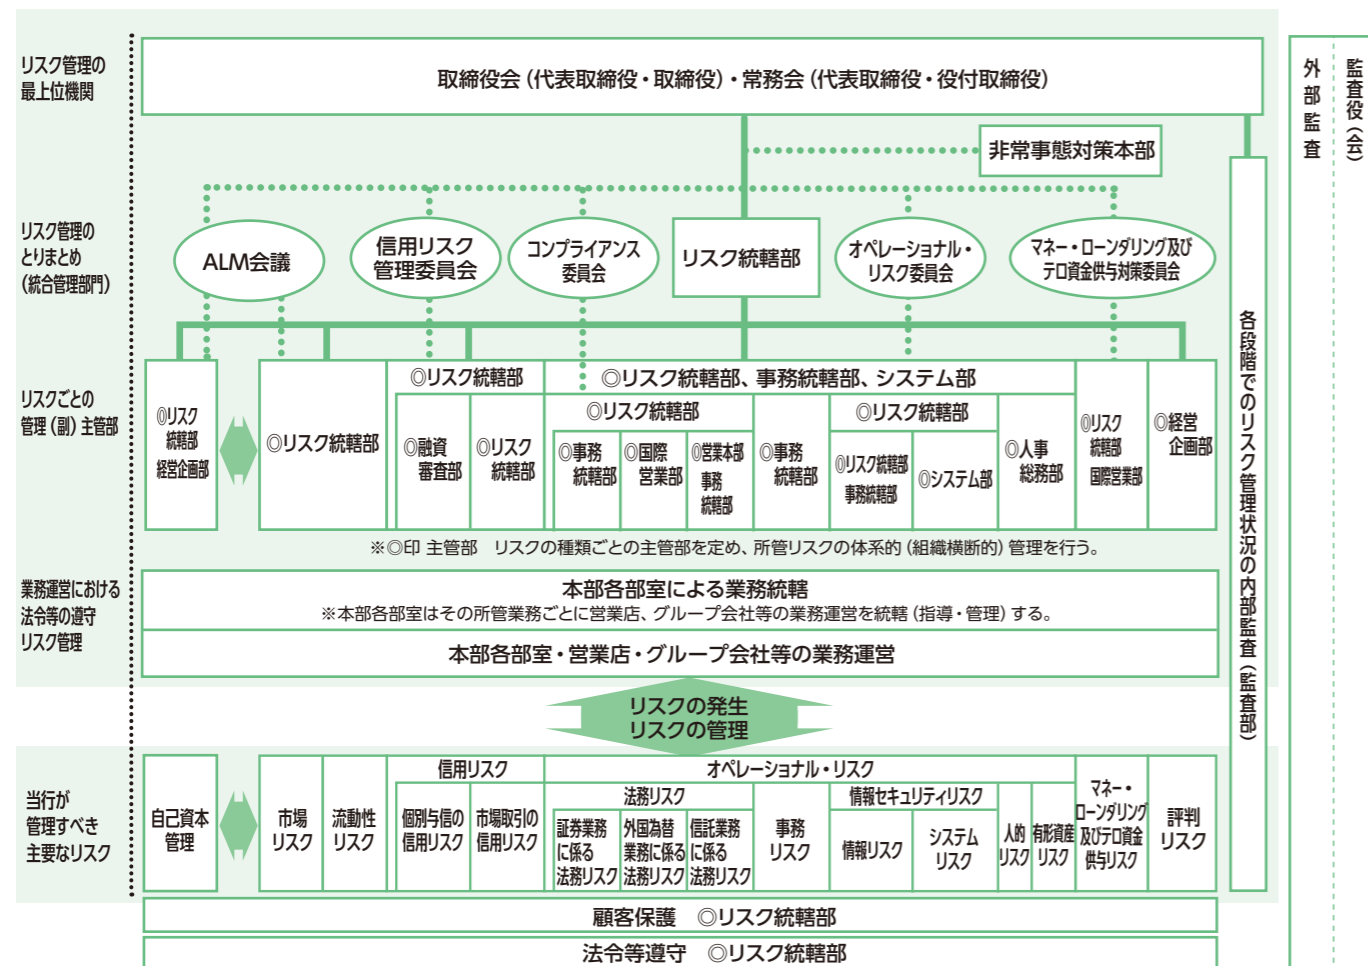 リスク管理の
最上位機関
取締役会(代表取締役・取締役)・常務会(代表取締役・役付取締役)
非常事態対策本部
リスク管理の
とりまとめ
(統合管理部門)
ALM会議
信用リスク
管理委員会
コンプライアンス
委員会
リスク統轄部
オペレーショナル・
リスク委員会
マネー・ローンダリング及び
テロ資金供与対策委員会
リスクごとの
管理(副)主管部
◎リスク
統轄部
経営企画部
◎リスク統轄部
◎リスク統轄部
◎融資
審査部
◎リスク
統轄部
◎リスク統轄部、事務統轄部、システム部
◎リスク統轄部
◎事務
統轄部
◎国際
営業部
◎営業本部
事務
統轄部
◎事務
統轄部
◎リスク統轄部
◎リスク統轄部
事務統轄部
◎システム部
◎人事
総務部
◎リスク
統轄部
国際営業部
◎経営
企画部
※◎印 主管部 リスクの種類ごとの主管部を定め、所管リスクの体系的(組織横断的)管理を行う。
業務運営における
法令等の遵守
リスク管理
本部各部室による業務統轄
※本部各部室はその所管業務ごとに営業店、グループ会社等の業務運営を統轄(指導・管理)する。
本部各部室・営業店・グループ会社等の業務運営
リスクの発生
リスクの管理
当行が
管理すべき
主要なリスク
自己資本
管理
市場
リスク
流動性
リスク
信用リスク
個別与信の
信用リスク
市場取引の
信用リスク
オペレーショナル・リスク
法務リスク
証券業務
に係る
法務リスク
外国為替
業務に係る
法務リスク
信託業務
に係る
法務リスク
事務
リスク
情報セキュリティリスク
情報リスク
システム
リスク
人的
リスク
有形資産
リスク
マネー・
ローンダリング
及びテロ資金
供与リスク
評判
リスク
顧客保護 ◎リスク統轄部
法令等遵守 ◎リスク統轄部
各段階でのリスク管理状況の内部監査(監査部)
外部監査
監査役(会)